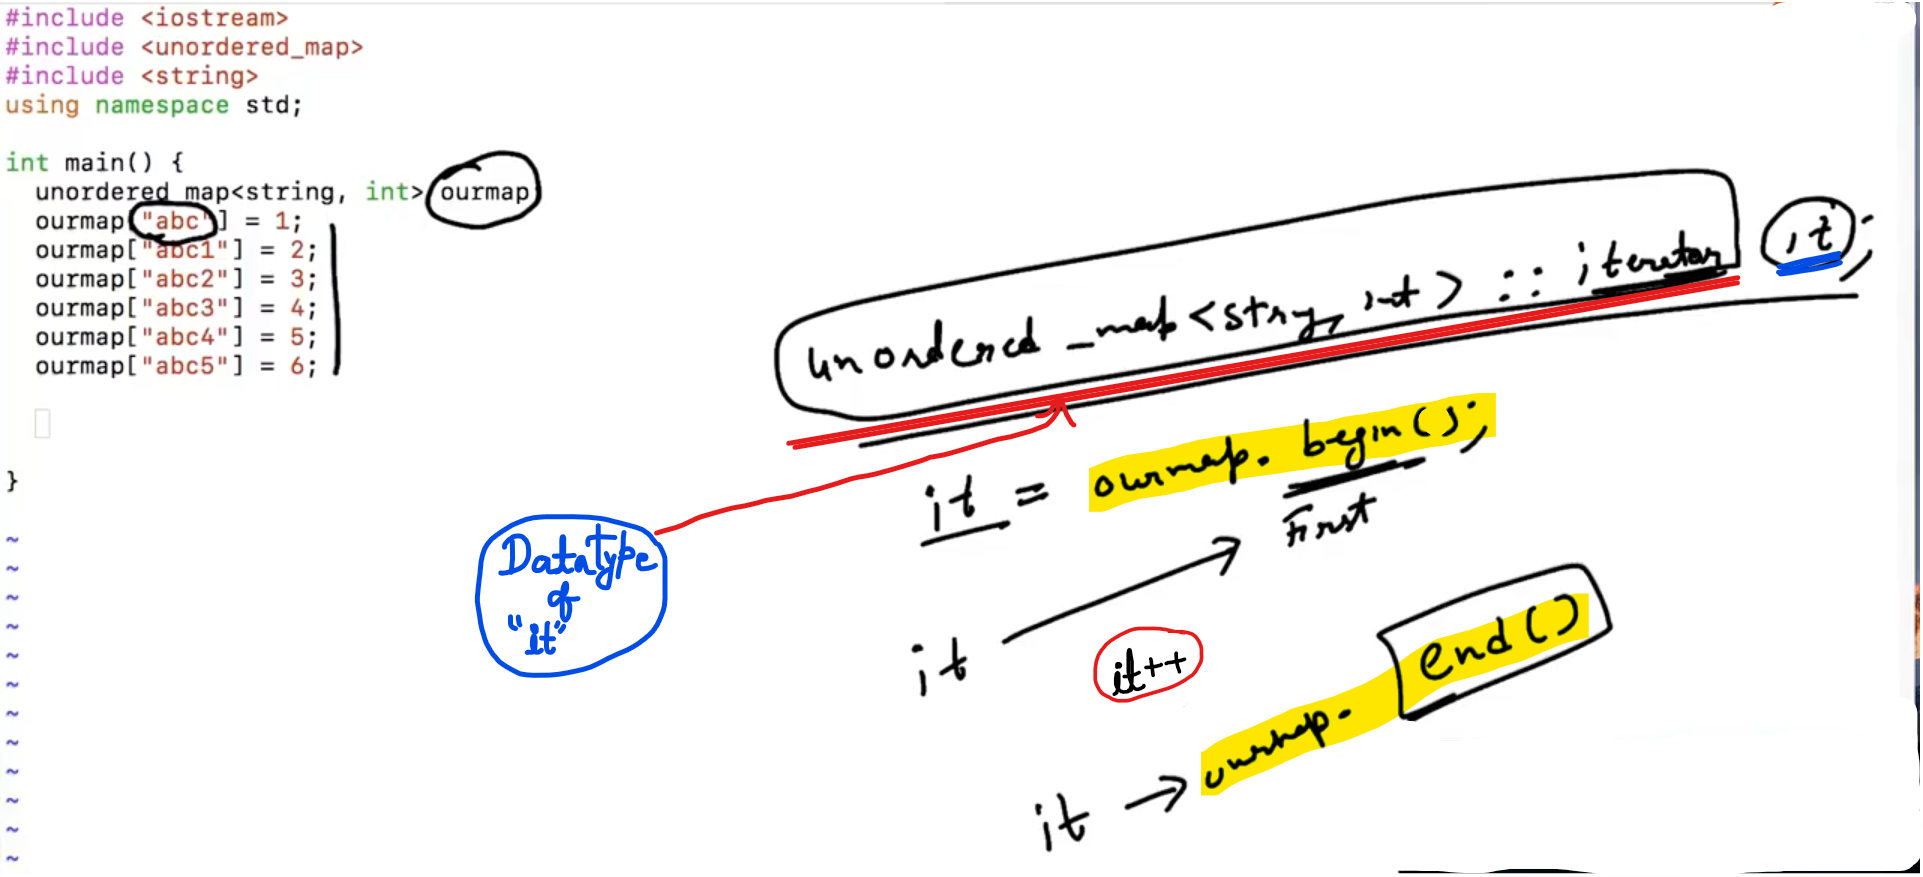 #include <iostream>
#include <unordered_map>
#include <string>
using namespace std;
int main() {
unordered_map<string, int> ourmap
ourmap["abc"] = 1;
ourmap["abc1"] = 2;
ourmap["abc2"] = 3;
ourmap["abc3"] = 4;
ourmap["abc4"] = 5;
ourmap["abc5"] = 6;
}
~
~
~
~
~
~
~
~
~
~
~
~
unordered_map<string, int> :: iterator it;
it = ourmap. begin();
First
Datatype
of
"it"
it
it++
ourmap. end()
it